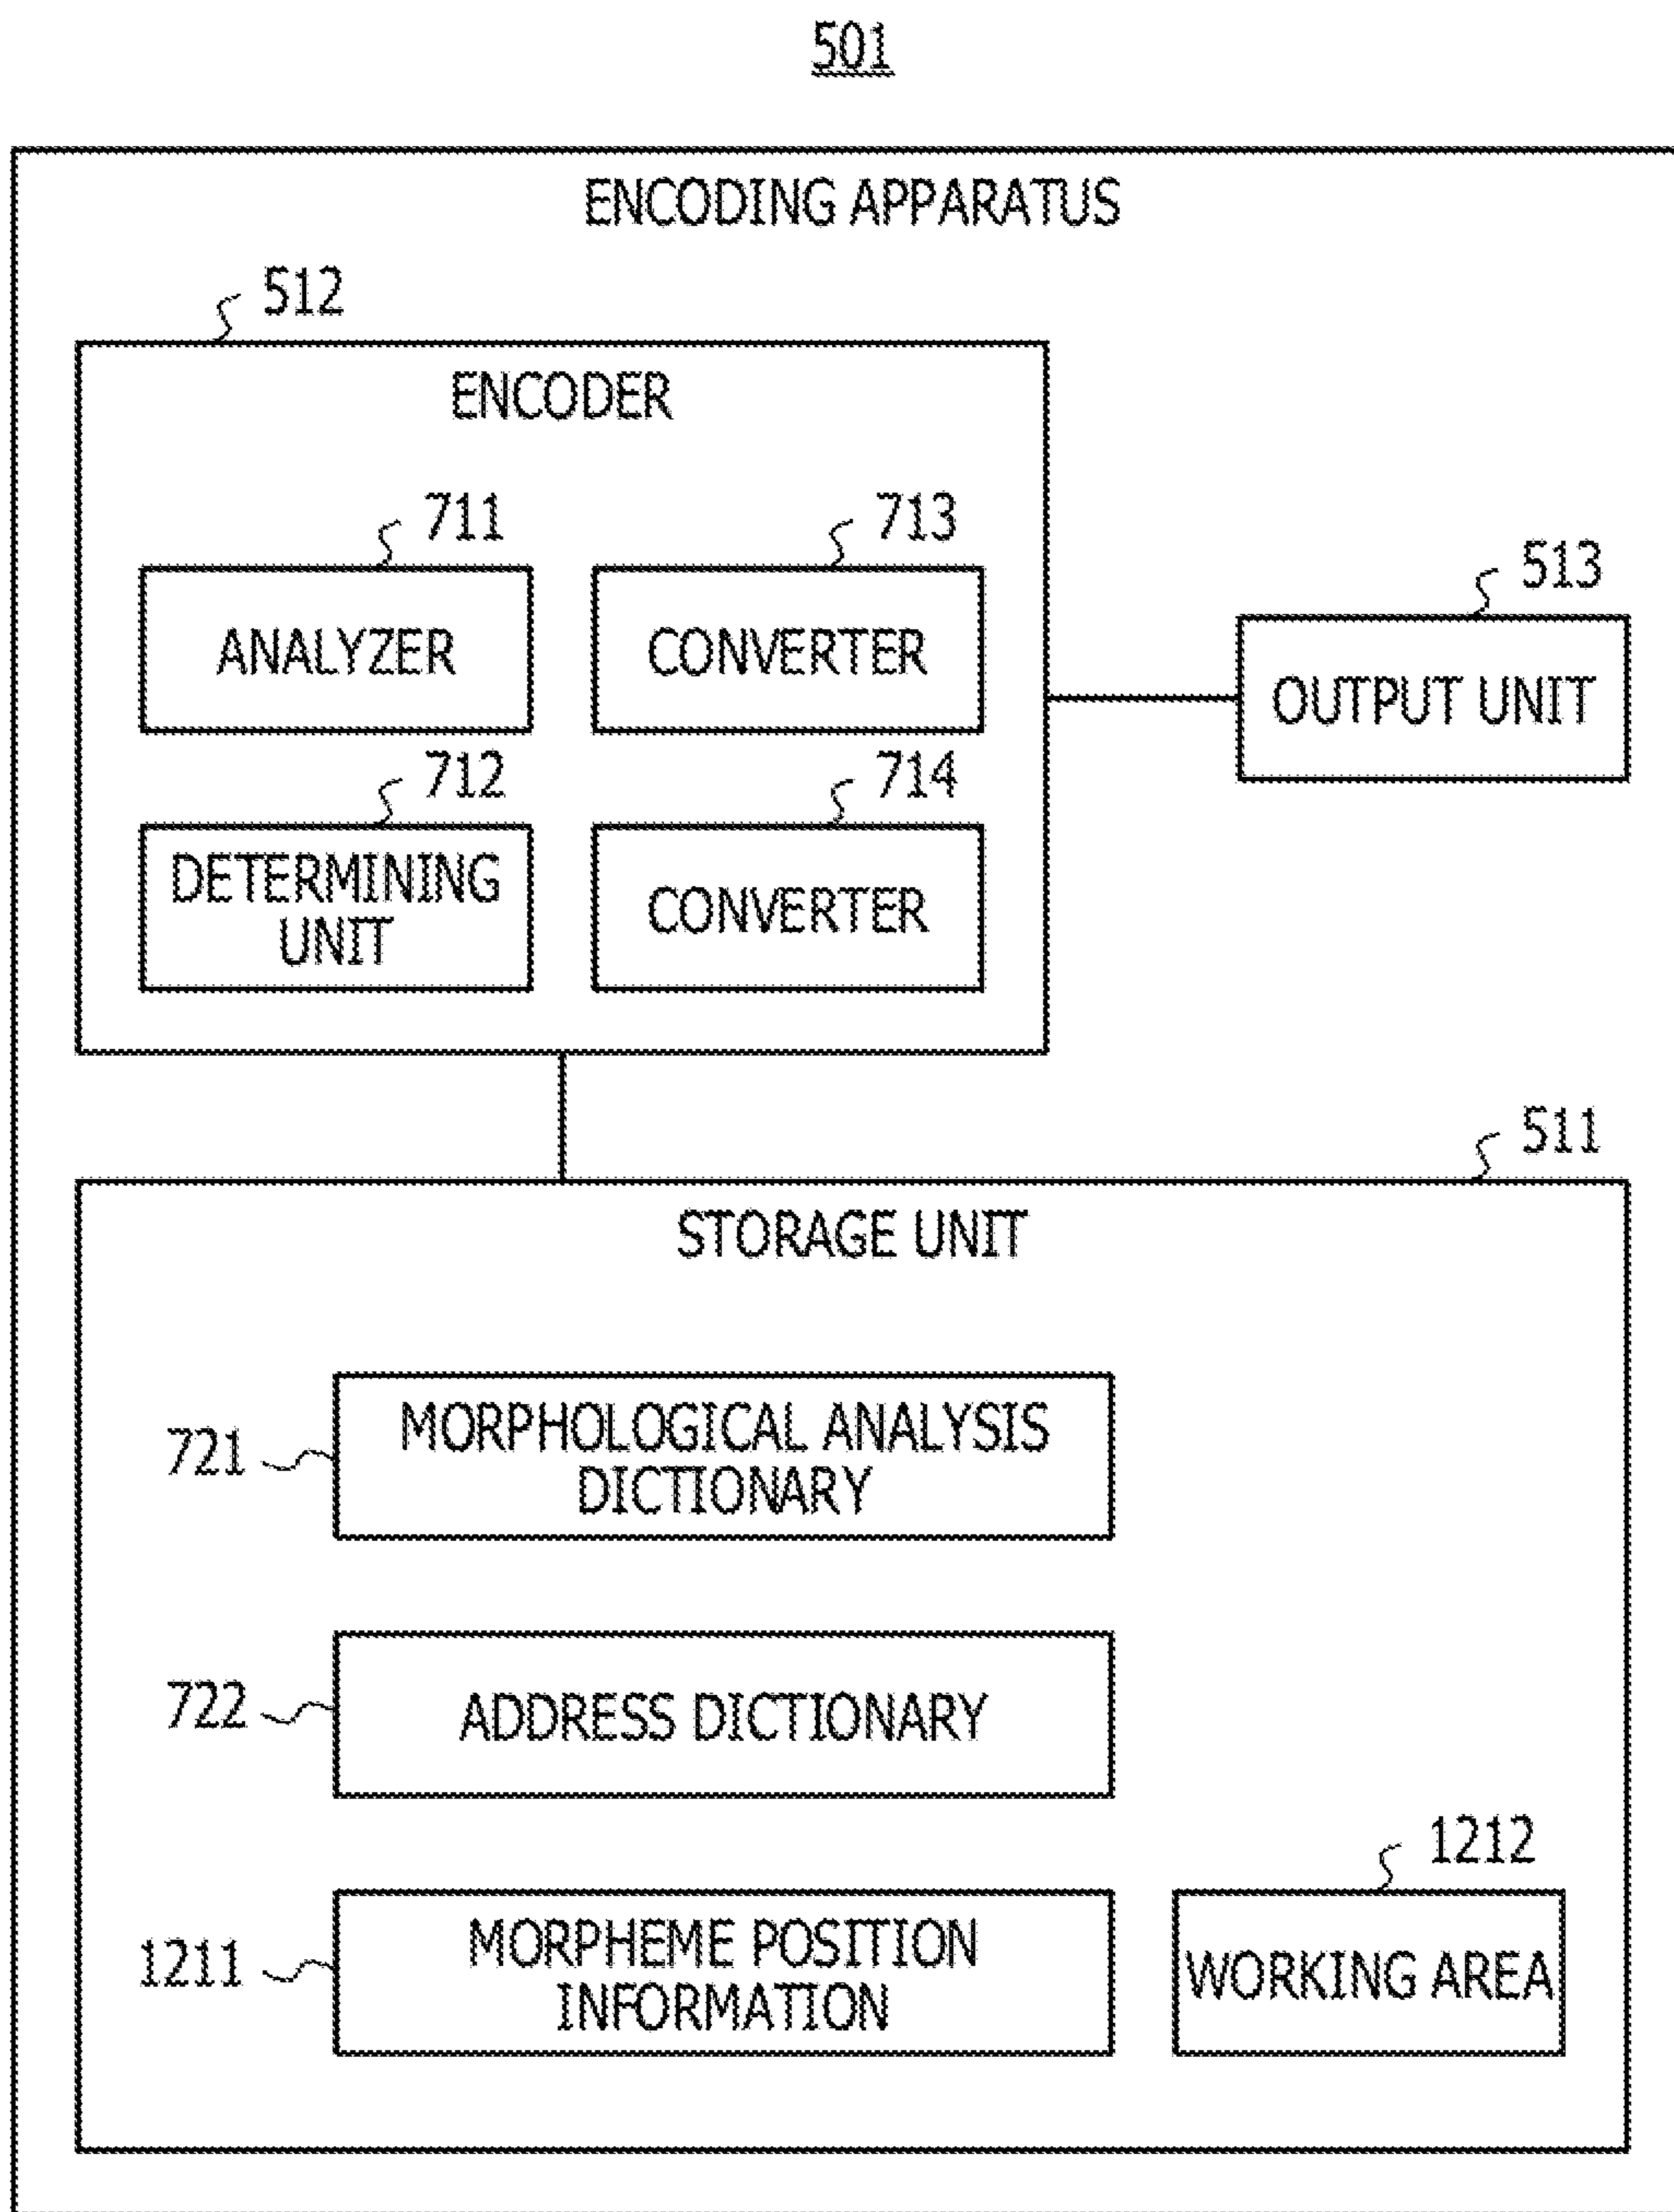 501
ENCODING APPARATUS
512
ENCODER
711
713
ANALYZER
CONVERTER
513
OUTPUT UNIT
712
714
DETERMINING
UNIT
CONVERTER
511
STORAGE UNIT
721
MORPHOLOGICAL ANALYSIS
DICTIONARY
722
ADDRESS DICTIONARY
1212
1211
MORPHEME POSITION
INFORMATION
WORKING AREA